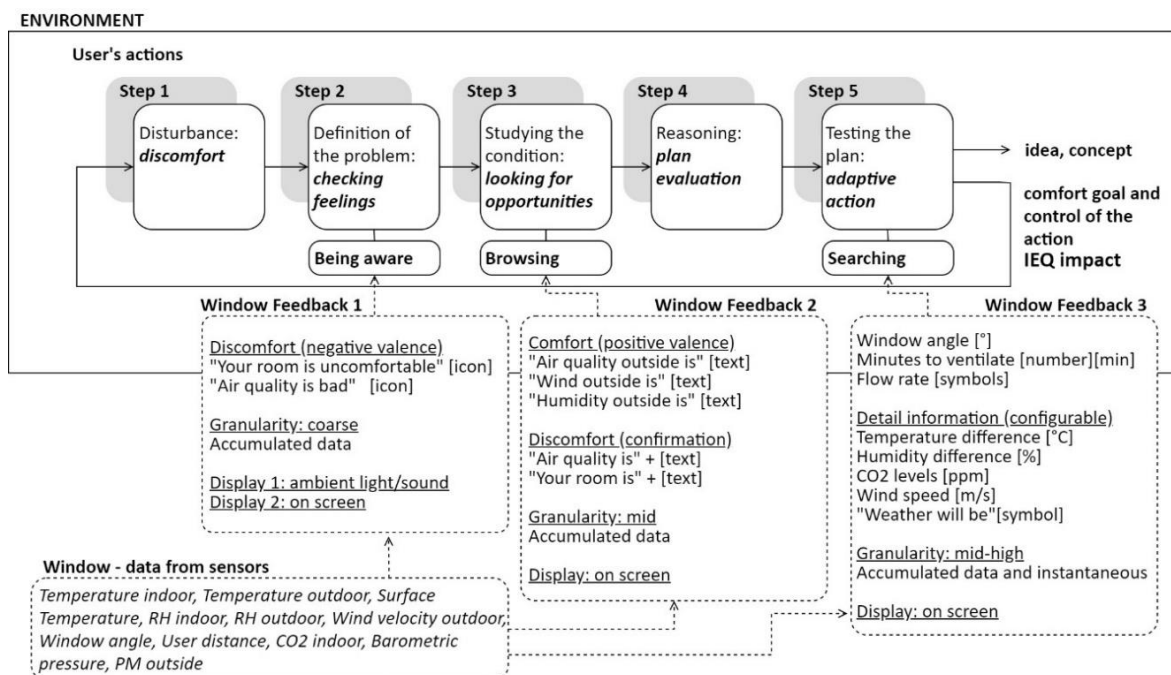 ENVIRONMENT
User's actions
Step 1
Disturbance:
discomfort
Step 2
Definition of
the problem:
checking
feelings
Being aware
Step 3
Studying the
condition:
looking for
opportunities
Browsing
Step 4
Reasoning:
plan
evaluation
Step 5
Testing the
plan:
adaptive
action
Searching
idea, concept
comfort goal and
control of the
action
IEQ impact
Window Feedback 1
Discomfort (negative valence)
"Your room is uncomfortable" [icon]
"Air quality is bad" [icon]
Granularity: coarse
Accumulated data
Display 1: ambient light/sound
Display 2: on screen
Window Feedback 2
Comfort (positive valence)
"Air quality outside is" [text]
"Wind outside is" [text]
"Humidity outside is" [text]
Discomfort (confirmation)
"Air quality is" + [text]
"Your room is" + [text]
Granularity: mid
Accumulated data
Display: on screen
Window Feedback 3
Window angle [°]
Minutes to ventilate [number][min]
Flow rate [symbols]
Detail information (configurable)
Temperature difference [°C]
Humidity difference [%]
CO2 levels [ppm]
Wind speed [m/s]
"Weather will be"[symbol]
Granularity: mid-high
Accumulated data and instantaneous
Display: on screen
Window - data from sensors
Temperature indoor, Temperature outdoor, Surface
Temperature, RH indoor, RH outdoor, Wind velocity outdoor,
Window angle, User distance, CO2 indoor, Barometric
pressure, PM outside